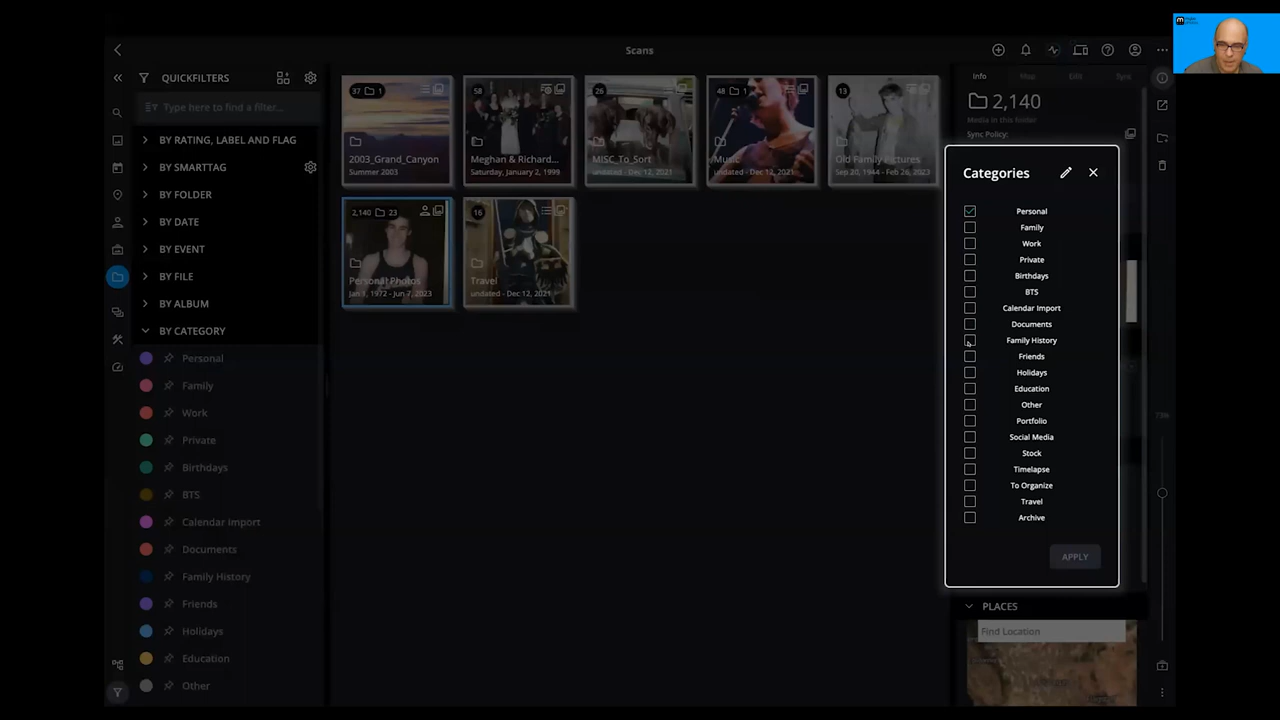 Scans
QUICKFILTERS
Type here to find a filter...
BY RATING, LABEL AND FLAG
BY SMARTTAG
BY FOLDER
BY DATE
BY EVENT
BY FILE
BY ALBUM
BY CATEGORY
Personal
Family
Work
Private
Birthdays
BTS
Calendar Import
Documents
Family History
Friends
Holidays
Education
Other
37 1
2003_Grand_Canyon
Summer 2003
58
Meghan & Richard...
Saturday, January 2, 1999
26
MISC_To_Sort
undated - Dec 12, 2021
48 1
Music
undated - Dec 12, 2021
13
Old Family Pictures
Sep 20, 1944 - Feb 26, 2023
2,140 23
Personal Photos
Jan 1, 1972 - Jun 7, 2023
16
Travel
undated - Dec 12, 2021
Info Map Edit Sync
2,140
Media in this folder
Sync Policy:
Categories
Personal
Family
Work
Private
Birthdays
BTS
Calendar Import
Documents
Family History
Friends
Holidays
Education
Other
Portfolio
Social Media
Stock
Timelapse
To Organize
Travel
Archive
APPLY
PLACES
Find Location